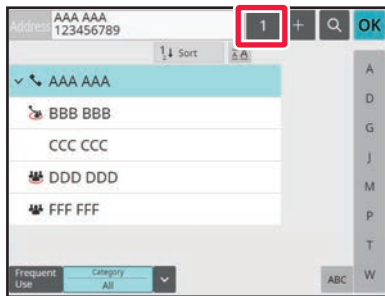 Address AAA AAA
123456789
1 + OK
Sort AA
AAA AAA
BBB BBB
CCC CCC
DDD DDD
FFF FFF
A
D
G
J
M
P
T
W
Frequent
Use
Category
All
ABC